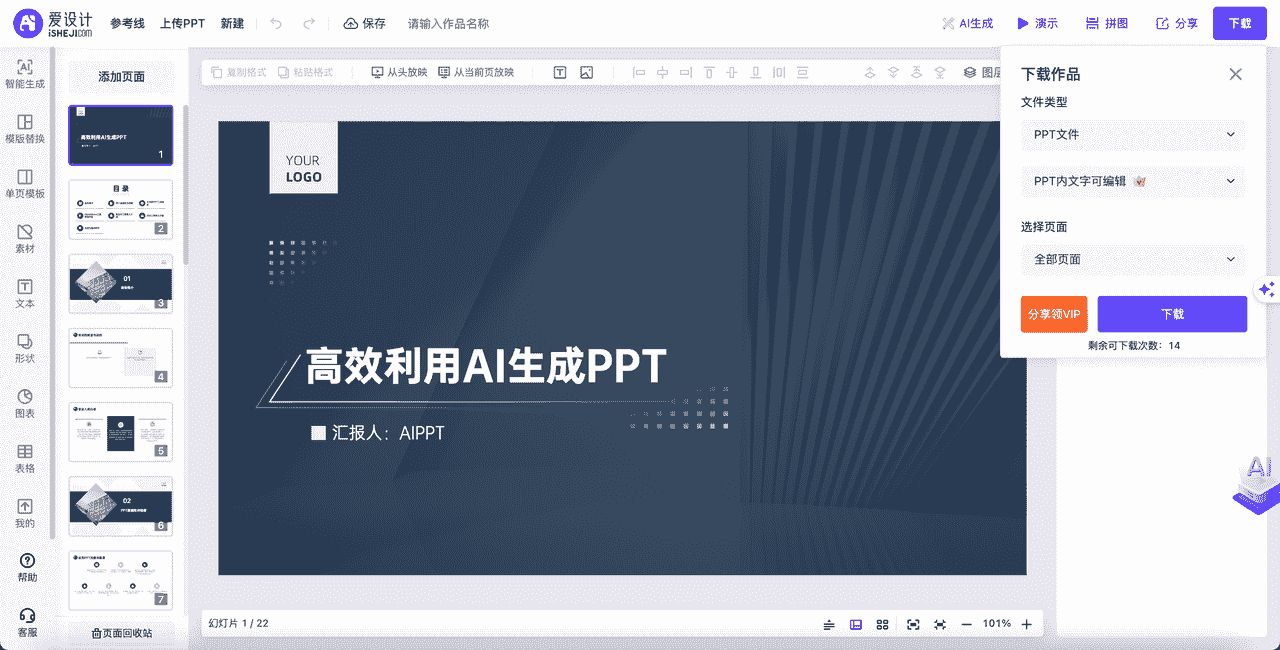 爱设计
iSHEJI.com
参考线
上传PPT
新建
保存
请输入作品名称
AI生成
演示
拼图
分享
下载
智能生成
替换
单页模板
素材
文本
形状
图表
表格
我的
帮助
客服
添加页面
高效利用AI生成PPT
1
目录
2
01
3
4
5
02
6
7
页面回收站
复制格式
粘贴格式
从头放映
从当前页放映
图层
YOUR
LOGO
高效利用AI生成PPT
汇报人：AIPPT
幻灯片 1 / 22
101%
下载作品
文件类型
PPT文件
PPT - 文字可编辑
选择页面
全部页面
分享领VIP
下载
剩余可下载次数：14
AI